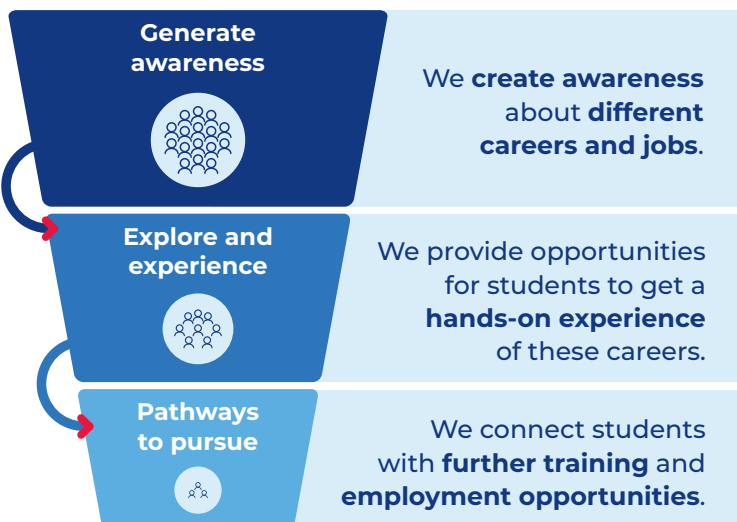 Generate
awareness
We create awareness
about different
careers and jobs.
Explore and
experience
We provide opportunities
for students to get a
hands-on experience
of these careers.
Pathways
to pursue
We connect students
with further training and
employment opportunities.